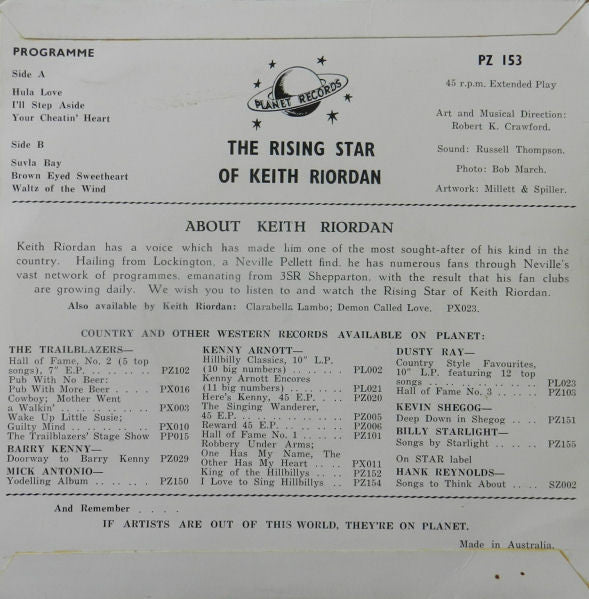 PROGRAMME
Side A
Hula Love
I'll Step Aside
Your Cheatin' Heart
Side B
Suvla Bay
Brown Eyed Sweetheart
Waltz of the Wind
PLANET RECORDS
THE RISING STAR
OF KEITH RIORDAN
PZ 153
45 r.p.m. Extended Play
Art and Musical Direction:
Robert K. Crawford.
Sound: Russell Thompson.
Photo: Bob March.
Artwork: Millett & Spiller.
ABOUT KEITH RIORDAN
Keith Riordan has a voice which has made him one of the most sought-after of his kind in the
country. Hailing from Lockington, a Neville Pellett find, he has numerous fans through Neville's
vast network of programmes, emanating from 3SR Shepparton, with the result that his fan clubs
are growing daily. We wish you to listen to and watch the Rising Star of Keith Riordan.
Also available by Keith Riordan: Clarabella Lambo; Demon Called Love. PX023.
COUNTRY AND OTHER WESTERN RECORDS AVAILABLE ON PLANET:
THE TRAILBLAZERS—
Hall of Fame, No. 2 (5 top
songs), 7" E.P. . . . . . . . PZ102
Pub With No Beer:
Pub With More Beer . . . . PX016
Cowboy; Mother Went
a Walkin' . . . . . . . . . . PX003
Wake Up Little Susie;
Guilty Mind . . . . . . . . PX010
The Trailblazers' Stage Show PP015
BARRY KENNY—
Doorway to Barry Kenny PZ029
MICK ANTONIO—
Yodelling Album . . . . . . PZ150
KENNY ARNOTT—
Hillbilly Classics, 10" L.P.
(10 big numbers) . . . . . . PL002
Kenny Arnott Encores
(11 big numbers) . . . . . . PL021
Here's Kenny, 45 E.P. . . . PZ020
The Singing Wanderer,
45 E.P. . . . . . . . . . . . PZ005
Reward 45 E.P. . . . . . . PZ006
Hall of Fame No. 1 . . . . PZ101
Robbery Under Arms;
One Has My Name, The
Other Has My Heart . . . . PX011
King of the Hillbillys . . . PZ152
I Love to Sing Hillbillys . . PZ154
DUSTY RAY—
Country Style Favourites,
10" L.P. featuring 12 top
songs . . . . . . . . . . . . PL023
Hall of Fame No. 3 . . . . PZ103
KEVIN SHEGOG—
Deep Down in Shegog . . . . PZ151
BILLY STARLIGHT—
Songs by Starlight . . . . . PZ155
On STAR label
HANK REYNOLDS—
Songs to Think About . . . . SZ002
And Remember . . . .
IF ARTISTS ARE OUT OF THIS WORLD, THEY'RE ON PLANET.
Made in Australia.